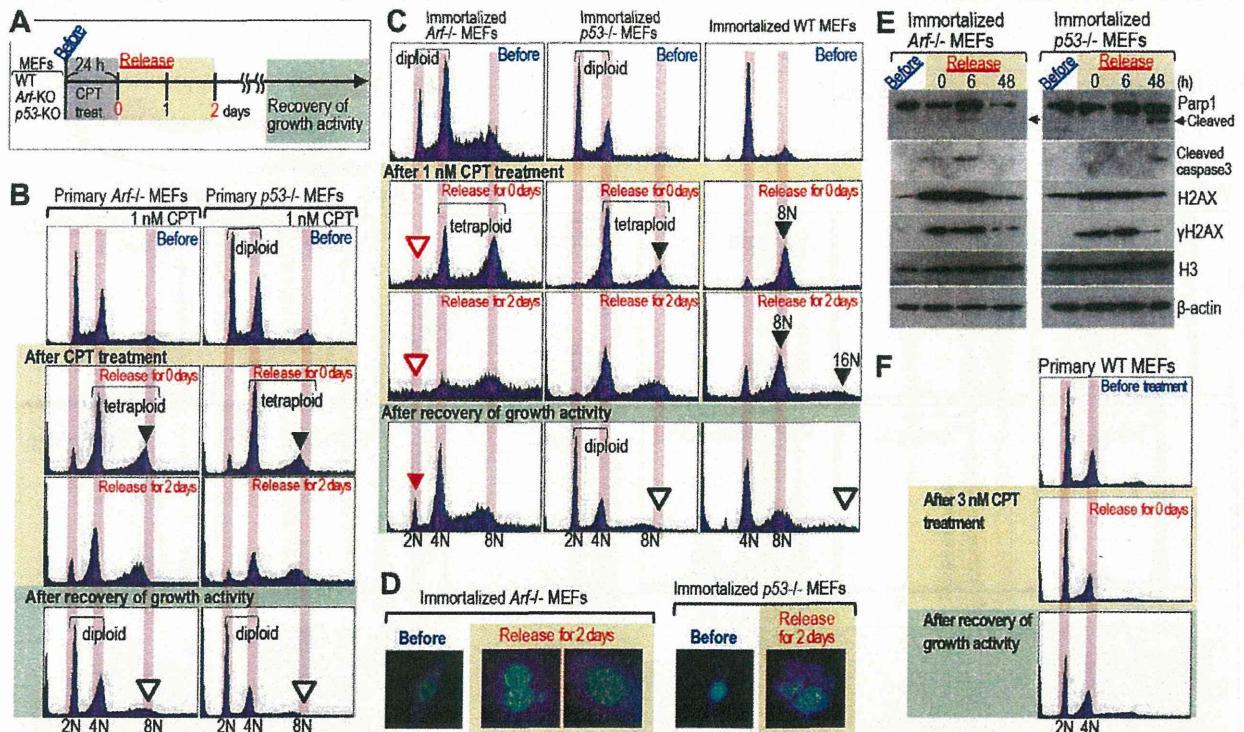 A
Before
MEFs
WT
Arf-KO
p53-KO
24 h
CPT
treat.
Release
0 1 2 days
Recovery of
growth activity
B
Primary Arf-/- MEFs Primary p53-/- MEFs
1 nM CPT 1 nM CPT
Before Before
diploid
After CPT treatment
Release for 0 days Release for 0 days
tetraploid tetraploid
Release for 2 days Release for 2 days
After recovery of growth activity
diploid diploid
2N 4N 8N 2N 4N 8N
C
Immortalized
Arf-/- MEFs
Immortalized
p53-/- MEFs
Immortalized WT MEFs
diploid Before diploid Before Before
After 1 nM CPT treatment
Release for 0 days Release for 0 days Release for 0 days
tetraploid tetraploid 8N
Release for 2 days Release for 2 days Release for 2 days
8N
16N
After recovery of growth activity
diploid
2N 4N 8N 2N 4N 8N 4N 8N
D
Immortalized Arf-/- MEFs
Before Release for 2 days
Immortalized p53-/- MEFs
Before
Release
for 2 days
E
Immortalized
Arf-/- MEFs
Immortalized
p53-/- MEFs
Before Release Before Release
0 6 48 0 6 48 (h)
Parp1
Cleaved
Cleaved
caspase3
H2AX
γH2AX
H3
β-actin
F
Primary WT MEFs
Before treatment
After 3 nM CPT
treatment
Release for 0 days
After recovery of
growth activity
2N 4N